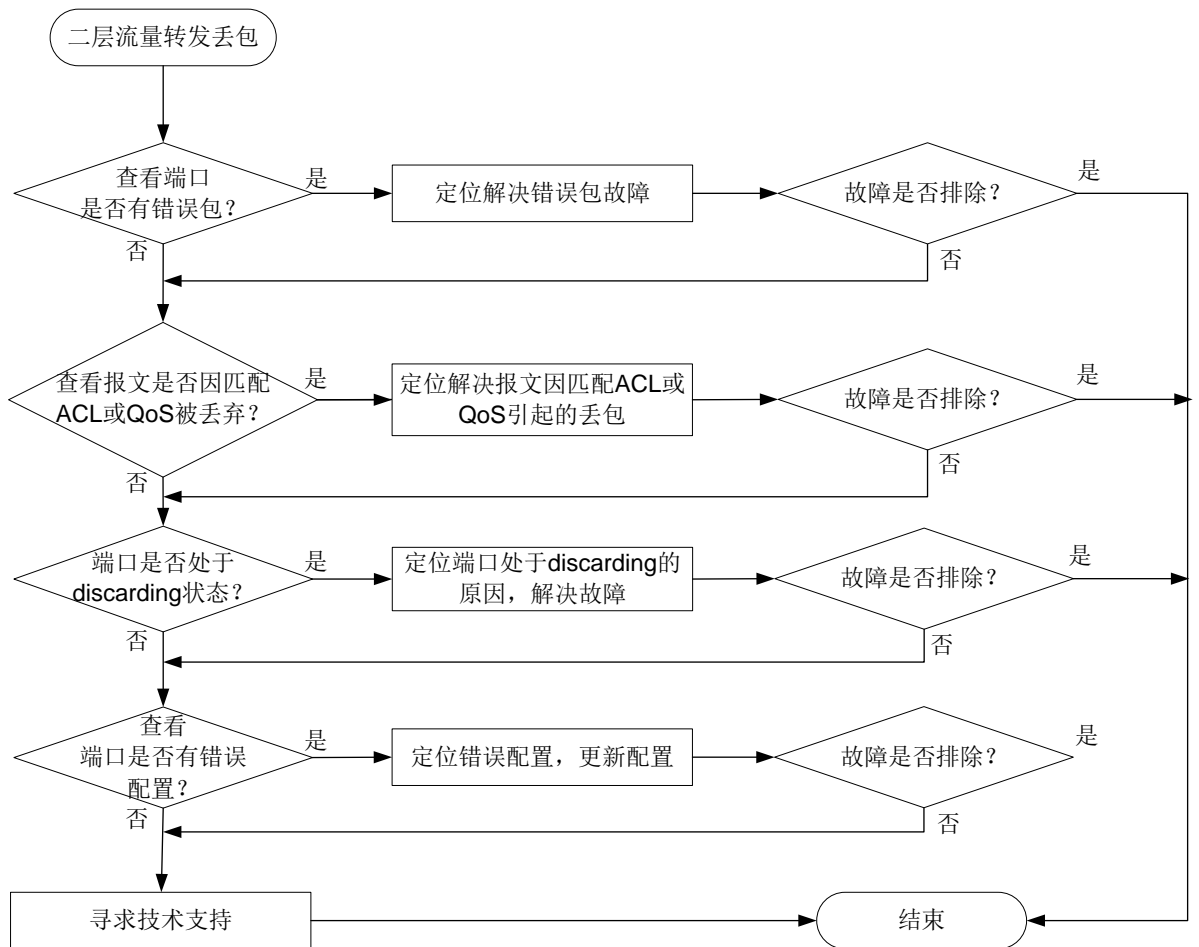 二层流量转发丢包
查看端口
是否有错误包？
是
定位解决错误包故障
故障是否排除？
是
否
否
查看报文是否因匹配
ACL或QoS被丢弃？
是
定位解决报文因匹配ACL或
QoS引起的丢包
故障是否排除？
是
否
否
端口是否处于
discarding状态？
是
定位端口处于discarding的
原因，解决故障
故障是否排除？
是
否
否
查看
端口是否有错误
配置？
是
定位错误配置，更新配置
故障是否排除？
是
否
否
寻求技术支持
结束